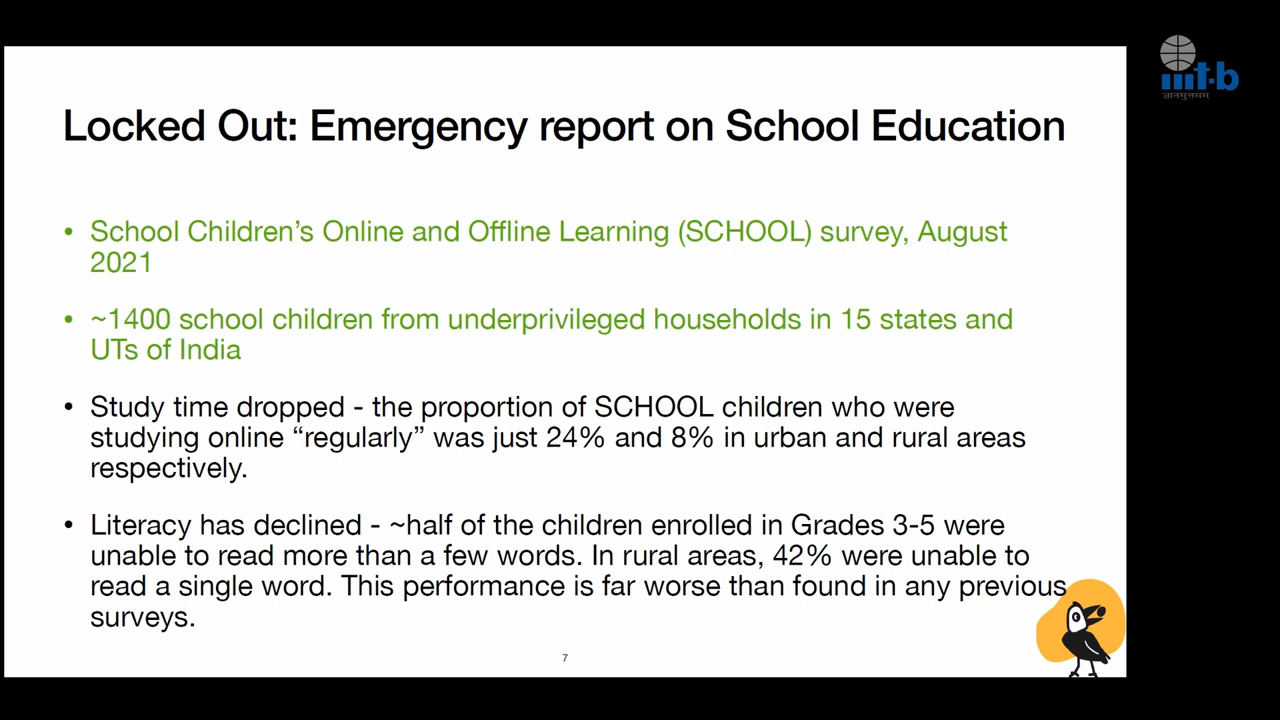 iiit-b
ज्ञानमुत्तमम्
Locked Out: Emergency report on School Education
• School Children’s Online and Offline Learning (SCHOOL) survey, August
2021
• ~1400 school children from underprivileged households in 15 states and
UTs of India
• Study time dropped - the proportion of SCHOOL children who were
studying online “regularly” was just 24% and 8% in urban and rural areas
respectively.
• Literacy has declined - ~half of the children enrolled in Grades 3-5 were
unable to read more than a few words. In rural areas, 42% were unable to
read a single word. This performance is far worse than found in any previous
surveys.
7